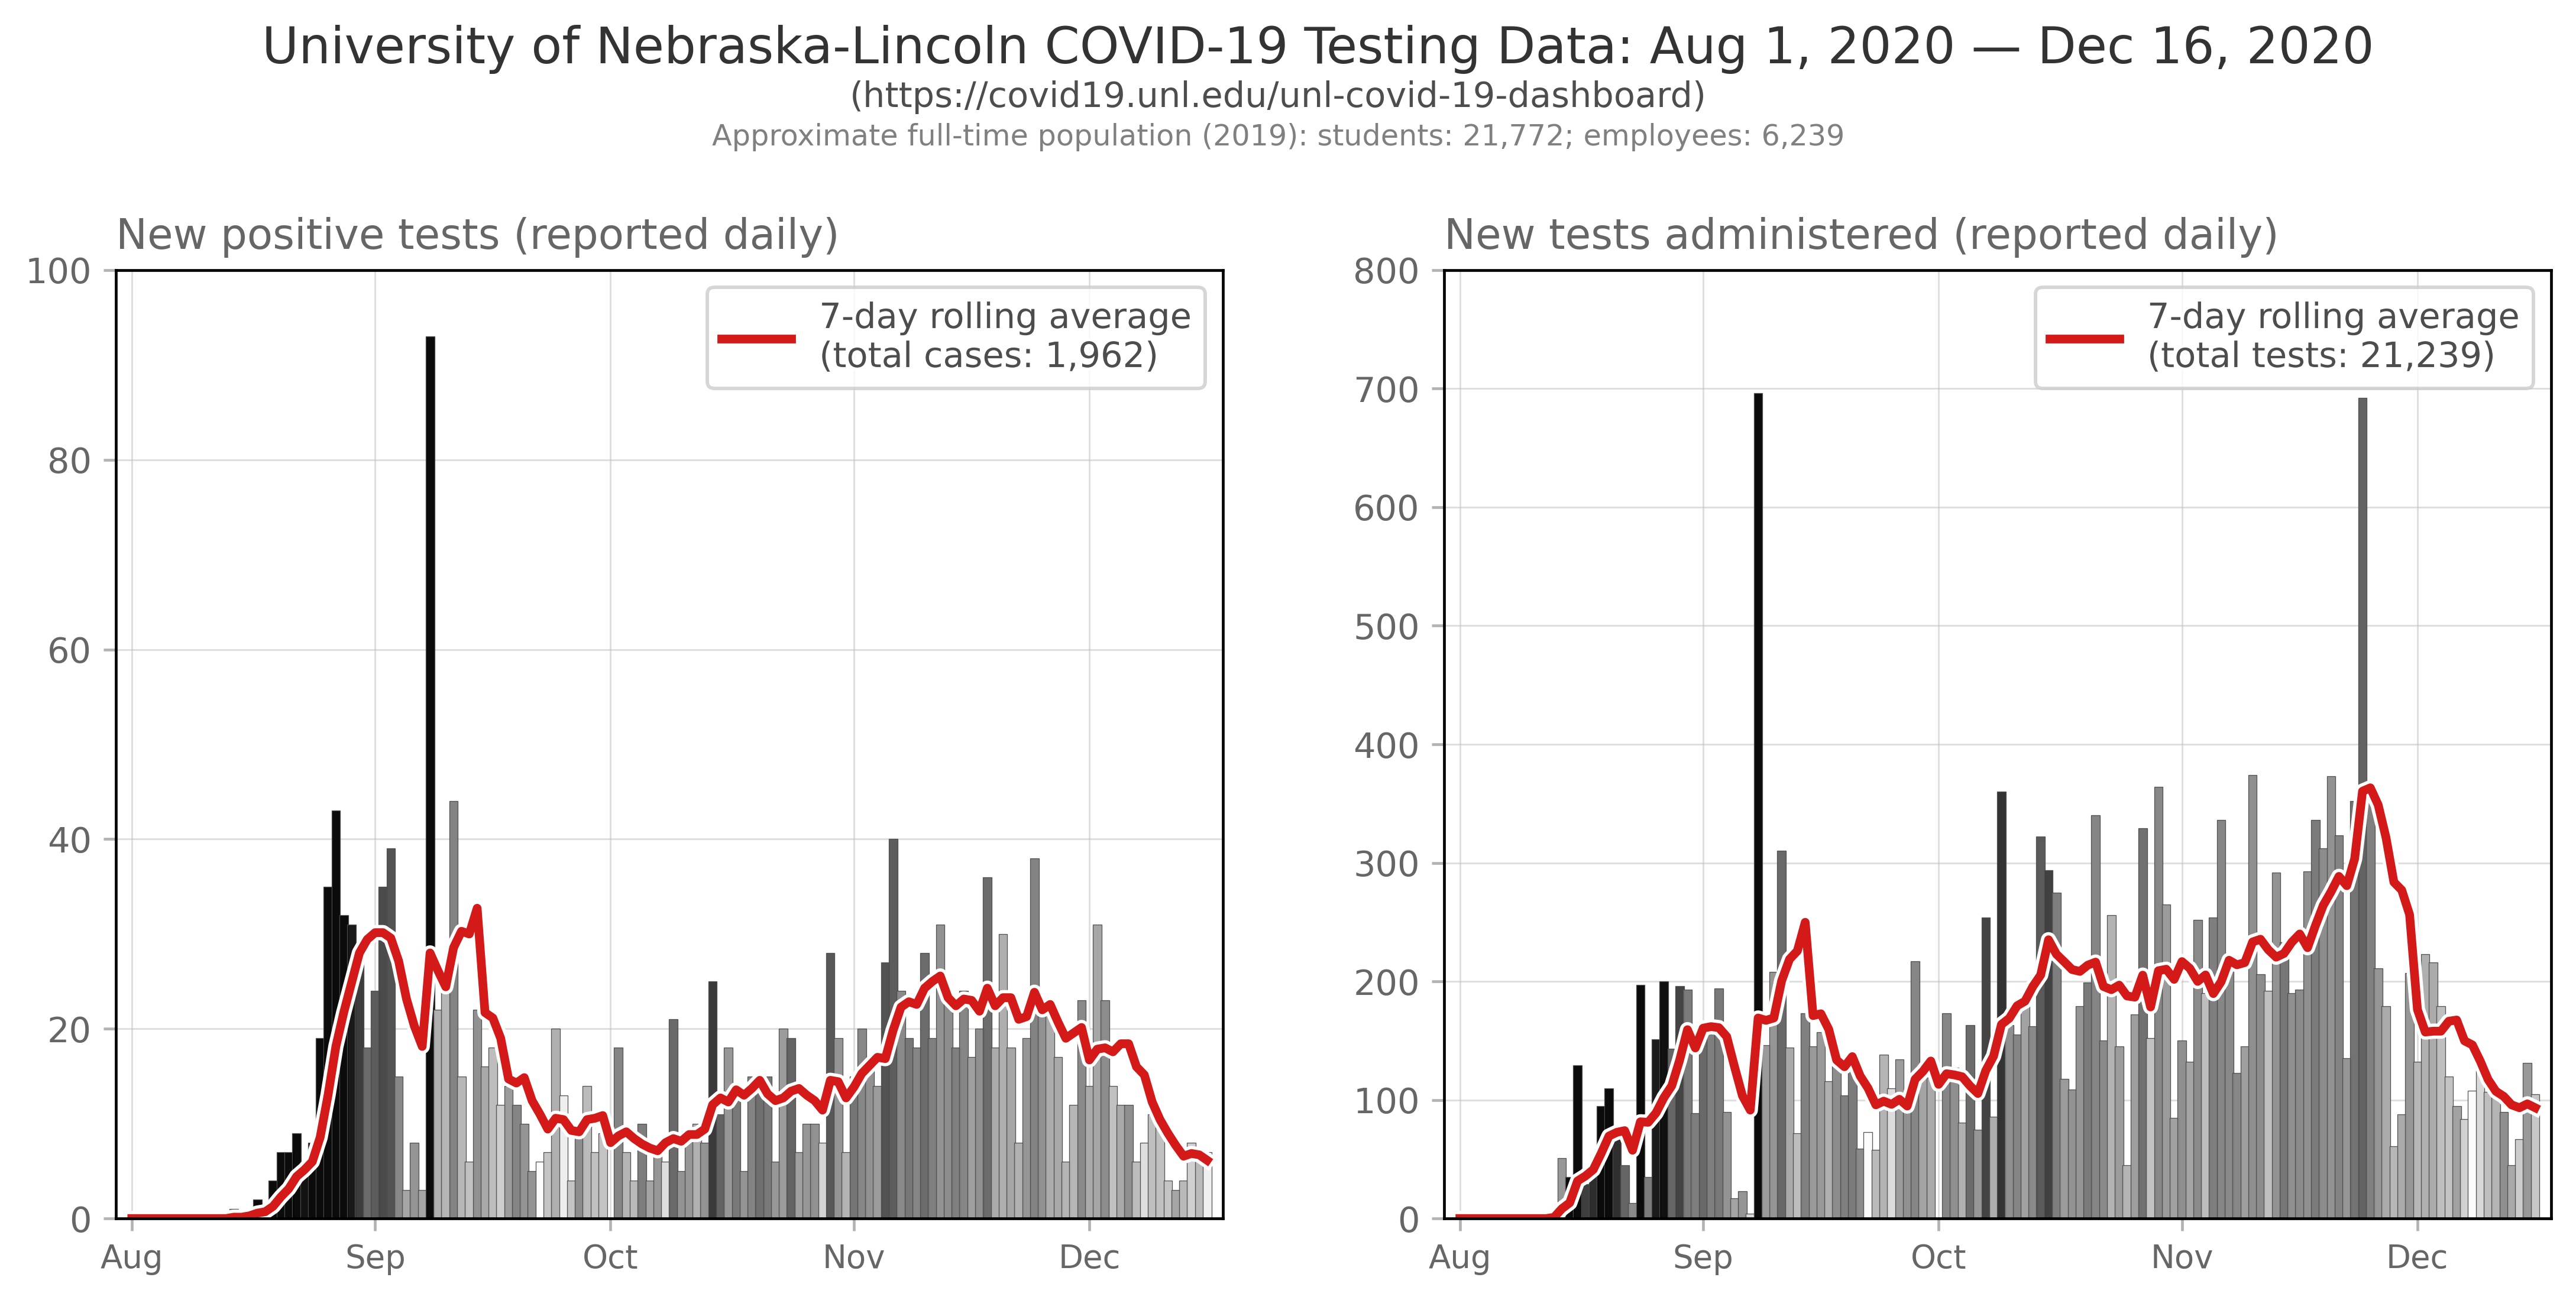 University of Nebraska-Lincoln COVID-19 Testing Data: Aug 1, 2020 — Dec 16, 2020
(https://covid19.unl.edu/unl-covid-19-dashboard)
Approximate full-time population (2019): students: 21,772; employees: 6,239
New positive tests (reported daily)
100
80
60
40
20
0
Aug
Sep
Oct
Nov
Dec
7-day rolling average
(total cases: 1,962)
New tests administered (reported daily)
800
700
600
500
400
300
200
100
0
Aug
Sep
Oct
Nov
Dec
7-day rolling average
(total tests: 21,239)